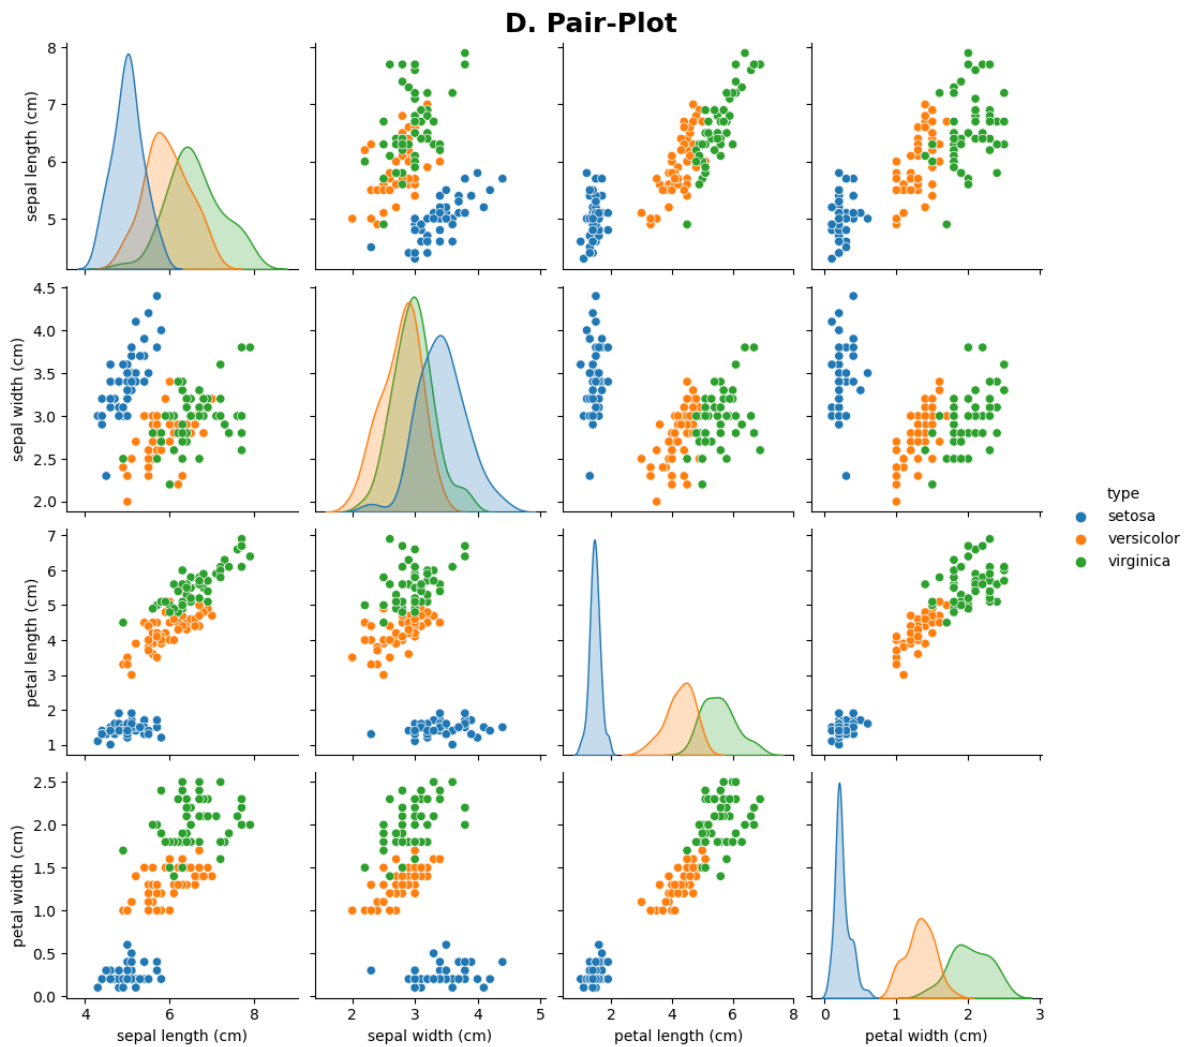 D. Pair-Plot
sepal length (cm)
8
7
6
5
sepal width (cm)
4.5
4.0
3.5
3.0
2.5
2.0
type
setosa
versicolor
virginica
petal length (cm)
7
6
5
4
3
2
1
petal width (cm)
2.5
2.0
1.5
1.0
0.5
0.0
4 6 8
2 3 4 5
2 4 6 8
0 1 2 3
sepal length (cm)
sepal width (cm)
petal length (cm)
petal width (cm)